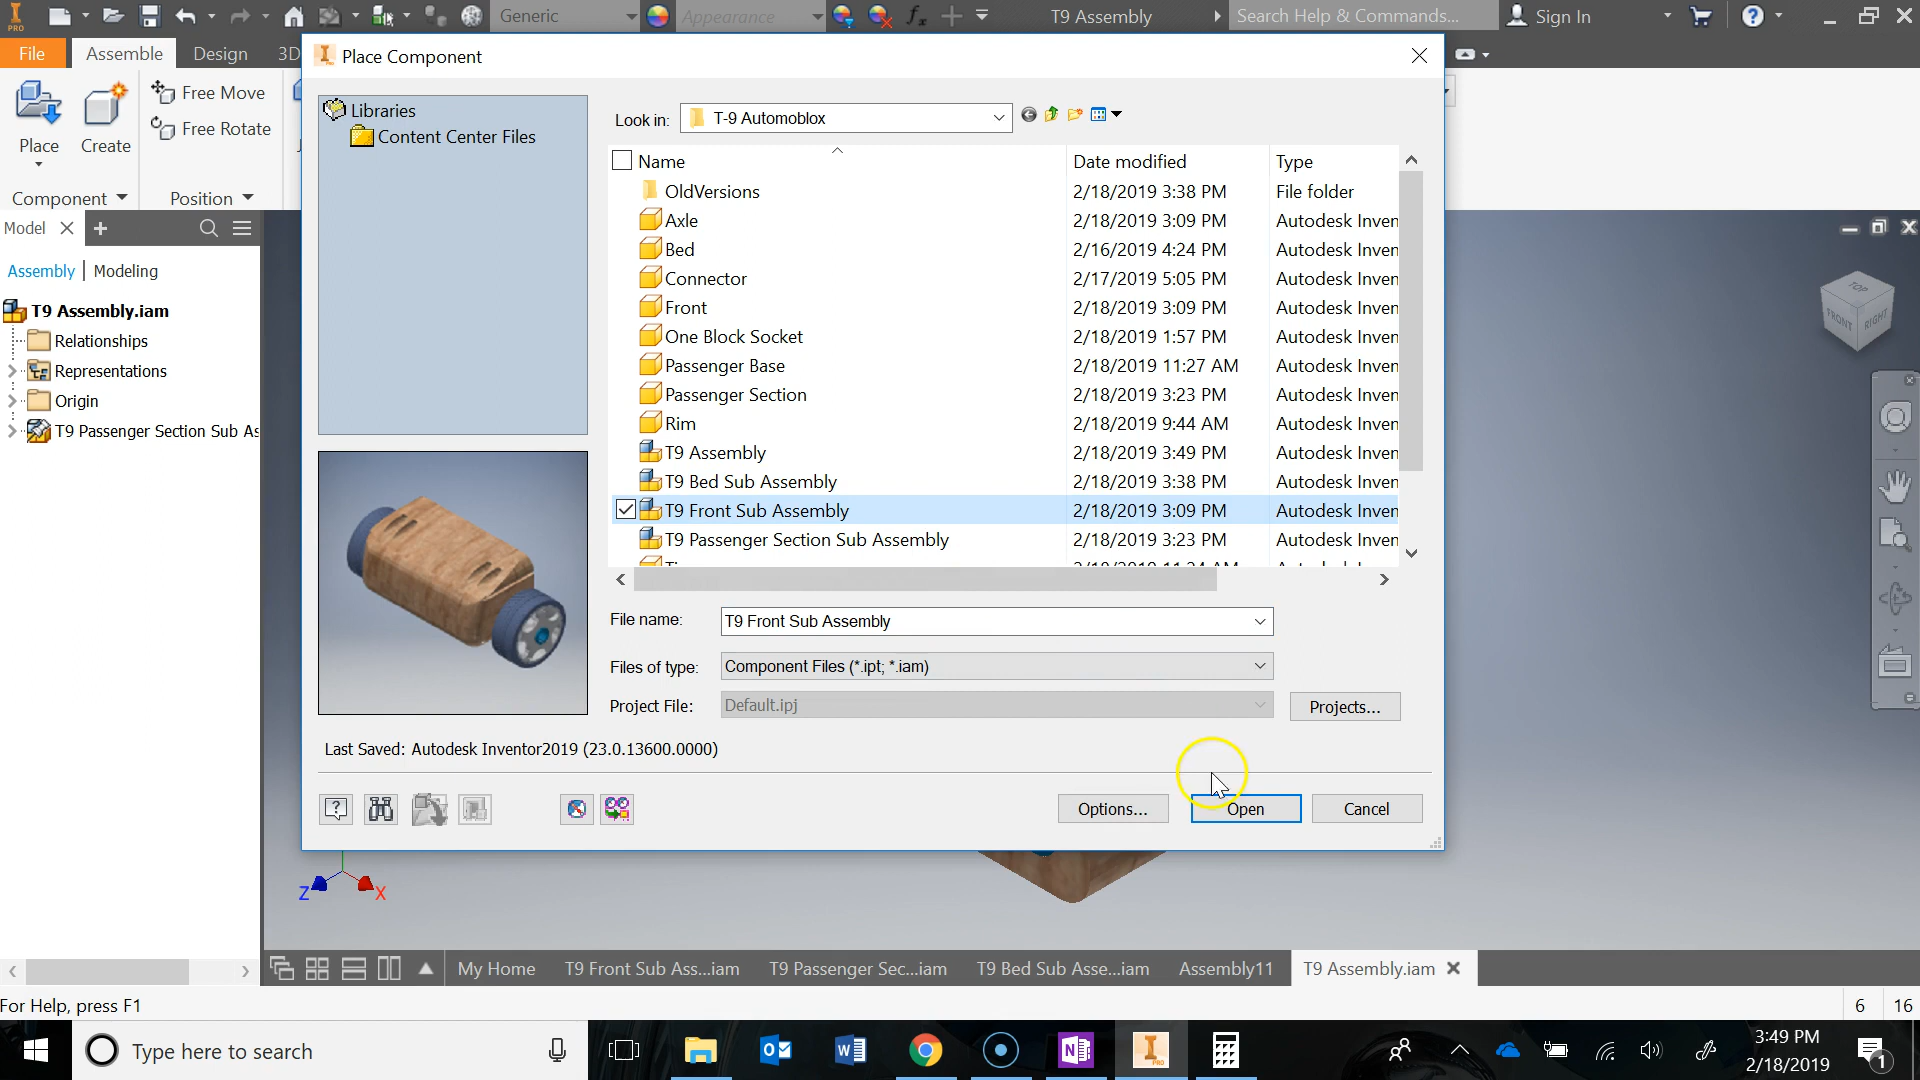 PRO
Generic
Appearance
T9 Assembly
Search Help & Commands...
Sign In
File
Assemble
Design
3D
Place
Create
Free Move
Free Rotate
Component
Position
Place Component
Libraries
Content Center Files
Look in:
T-9 Automoblox
Name Date modified Type
OldVersions 2/18/2019 3:38 PM File folder
Axle 2/18/2019 3:09 PM Autodesk Inven
Bed 2/16/2019 4:24 PM Autodesk Inven
Connector 2/17/2019 5:05 PM Autodesk Inven
Front 2/18/2019 3:09 PM Autodesk Inven
One Block Socket 2/18/2019 1:57 PM Autodesk Inven
Passenger Base 2/18/2019 11:27 AM Autodesk Inven
Passenger Section 2/18/2019 3:23 PM Autodesk Inven
Rim 2/18/2019 9:44 AM Autodesk Inven
T9 Assembly 2/18/2019 3:49 PM Autodesk Inven
T9 Bed Sub Assembly 2/18/2019 3:38 PM Autodesk Inven
T9 Front Sub Assembly 2/18/2019 3:09 PM Autodesk Inven
T9 Passenger Section Sub Assembly 2/18/2019 3:23 PM Autodesk Inven
File name: T9 Front Sub Assembly
Files of type: Component Files (*.ipt; *.iam)
Project File: Default.ipj
Projects...
Last Saved: Autodesk Inventor2019 (23.0.13600.0000)
Options...
Open
Cancel
Model
Assembly | Modeling
T9 Assembly.iam
Relationships
Representations
Origin
T9 Passenger Section Sub As
TOP
FRONT
RIGHT
Z
X
My Home
T9 Front Sub Ass...iam
T9 Passenger Sec...iam
T9 Bed Sub Asse...iam
Assembly11
T9 Assembly.iam
For Help, press F1
6
16
Type here to search
3:49 PM
2/18/2019
1